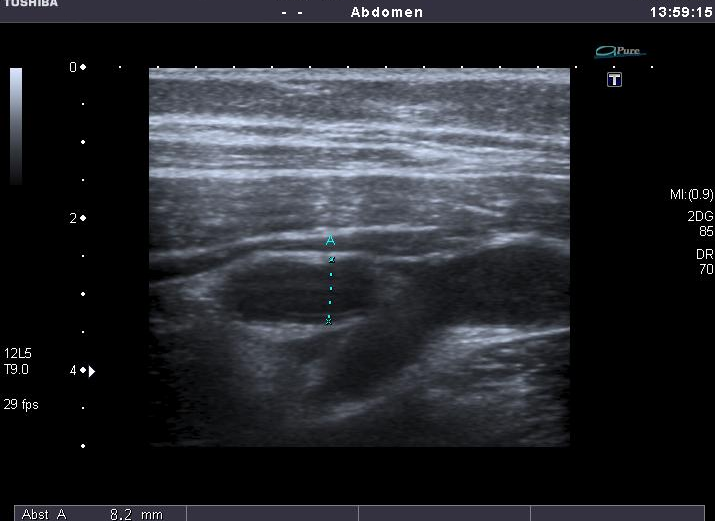 TOSHIBA
- - Abdomen 13:59:15
aPure
0
T
A
MI:(0.9)
2DG
85
DR
70
2
12L5
T9.0
4
29 fps
Abst A 8.2 mm